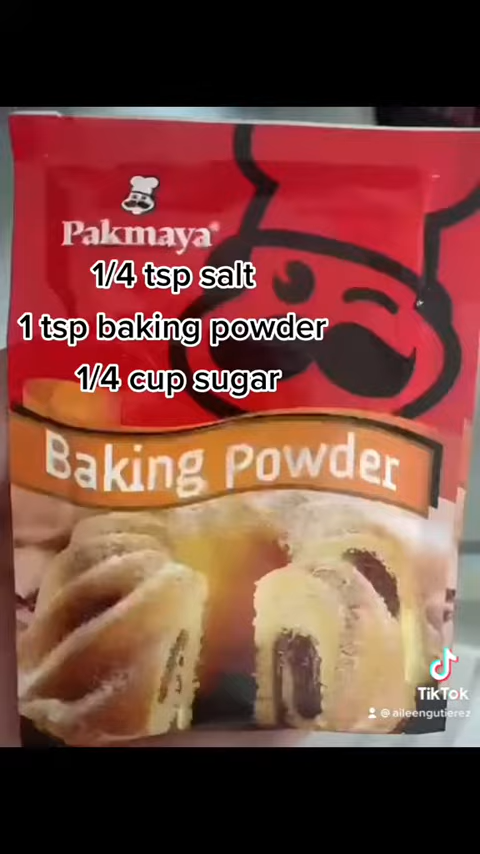 Pakmaya®
1/4 tsp salt
1 tsp baking powder
1/4 cup sugar
Baking Powder
TikTok
@aileengutierez